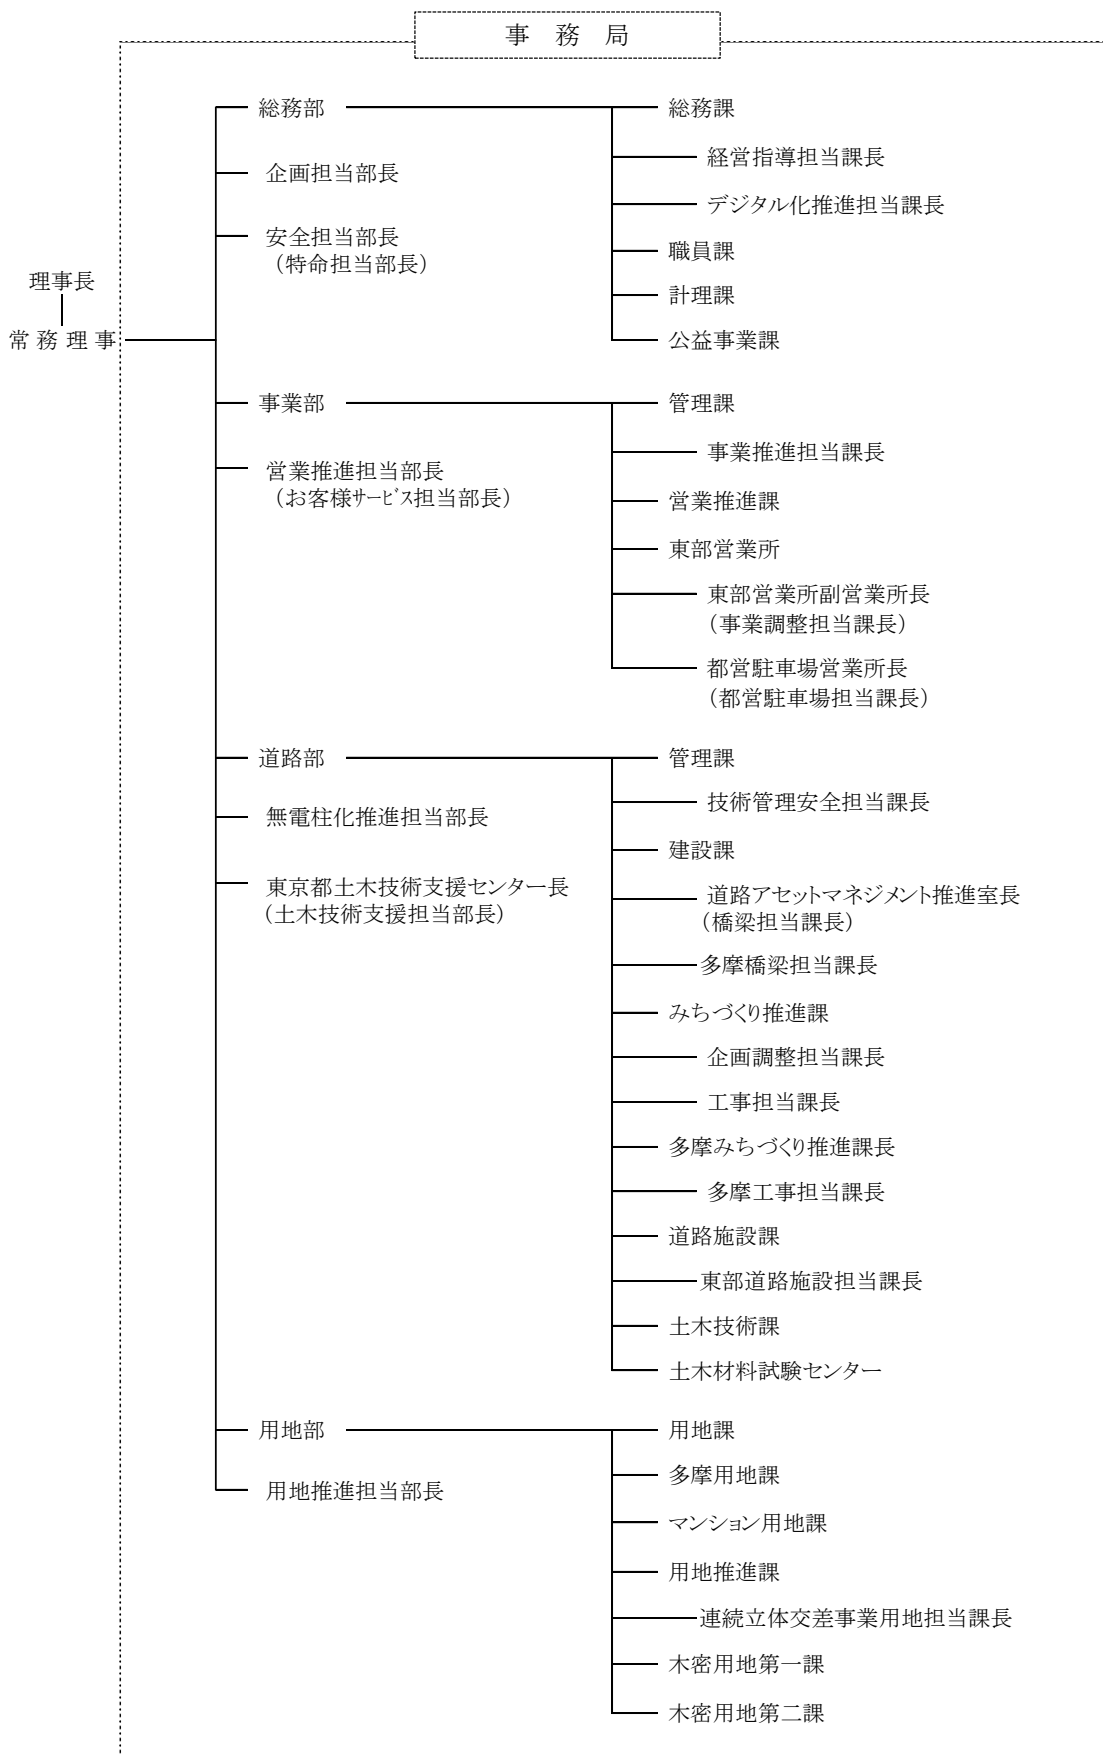 事 務 局
総務部
総務課
経営指導担当課長
企画担当部長
デジタル化推進担当課長
安全担当部長
（特命担当部長）
職員課
理事長
計理課
常務理事
公益事業課
事業部
管理課
事業推進担当課長
営業推進担当部長
（お客様ｻｰﾋﾞｽ担当部長）
営業推進課
東部営業所
東部営業所副営業所長
（事業調整担当課長）
都営駐車場営業所長
（都営駐車場担当課長）
道路部
管理課
技術管理安全担当課長
無電柱化推進担当部長
建設課
東京都土木技術支援センター長
（土木技術支援担当部長）
道路アセットマネジメント推進室長
（橋梁担当課長）
多摩橋梁担当課長
みちづくり推進課
企画調整担当課長
工事担当課長
多摩みちづくり推進課長
多摩工事担当課長
道路施設課
東部道路施設担当課長
土木技術課
土木材料試験センター
用地部
用地課
多摩用地課
用地推進担当部長
マンション用地課
用地推進課
連続立体交差事業用地担当課長
木密用地第一課
木密用地第二課